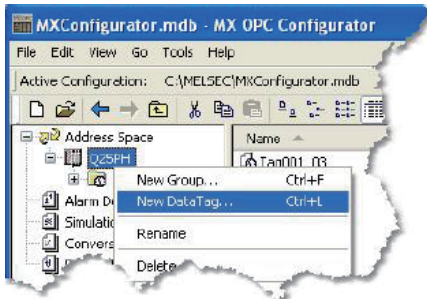 MXConfigurator.mdb - MX OPC Configurator
File Edit View Go Tools Help
Active Configuration: C:\MELSEC\MXConfigurator.mdb
Address Space
Name
Q25PH
Tag001_03
New Group... Ctrl+F
Alarm D
New DataTag... Ctrl+L
Simulatio
Rename
Convers
Delete